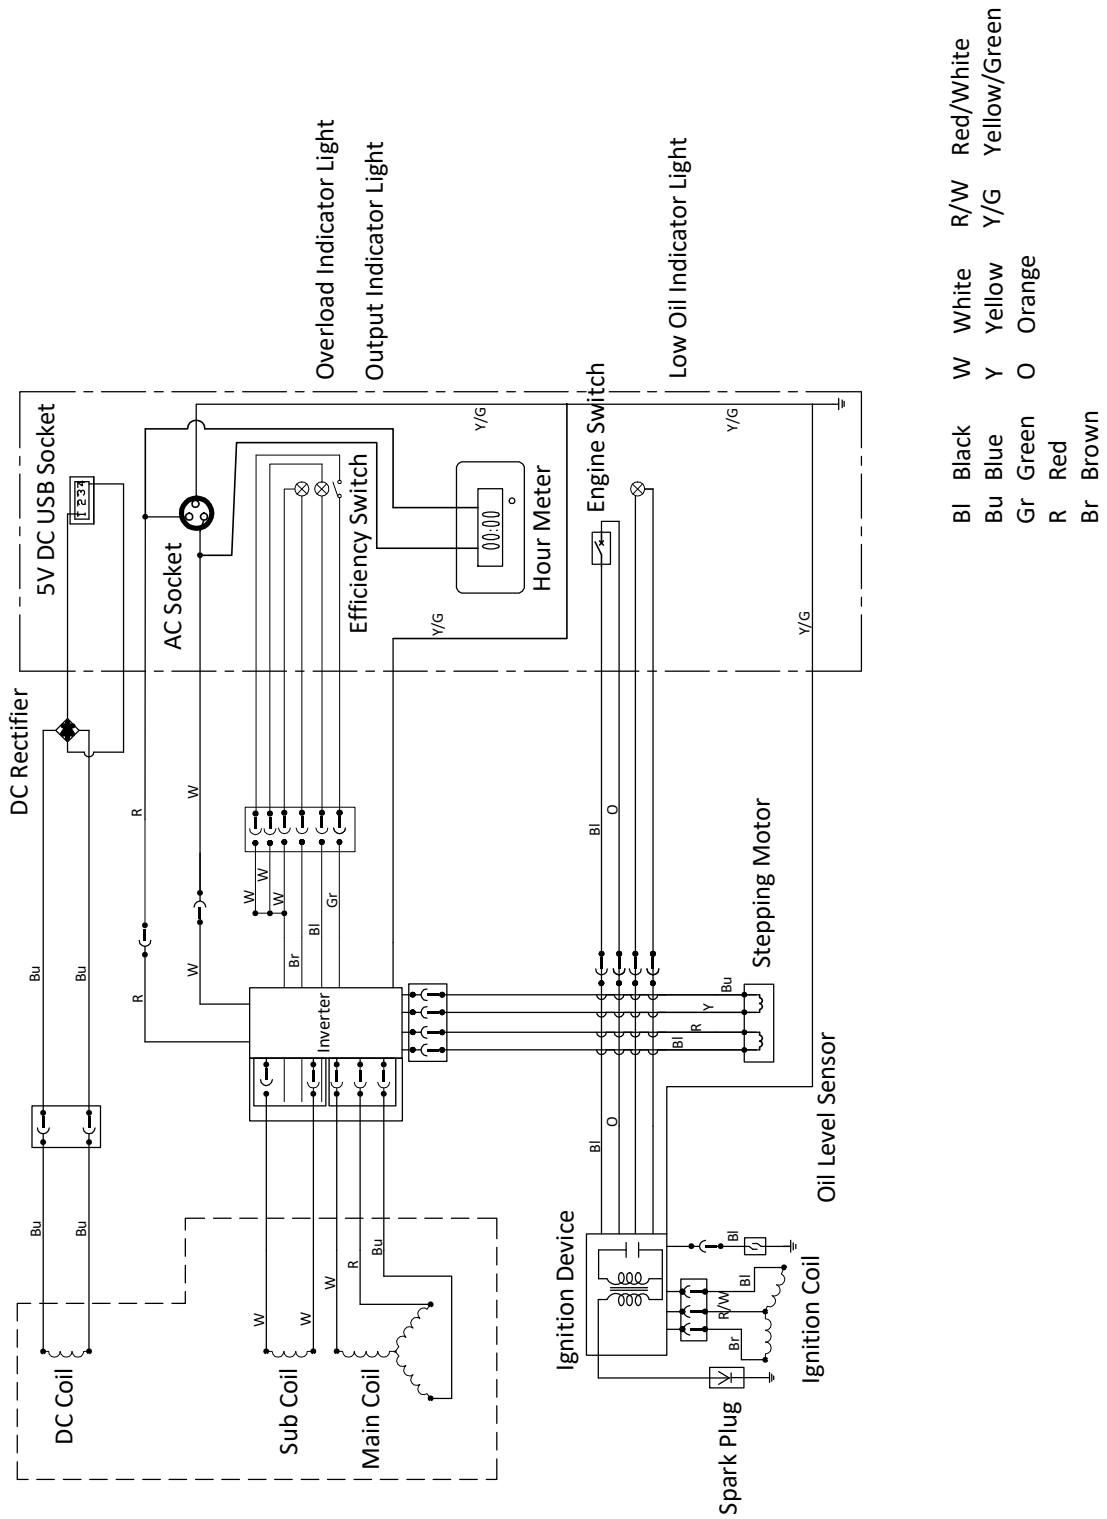 DC Coil
Bu
Bu
Bu
Bu
DC Rectifier
5V DC USB Socket
1 2 3 4
R
R
W
W
AC Socket
Sub Coil
W
W
Main Coil
W
R
Bu
Inverter
W
W
W
Br
Bl
Gr
Efficiency Switch
Overload Indicator Light
Output Indicator Light
Y/G
Y/G
00:00
Hour Meter
Ignition Device
Bl
O
Bl
O
Engine Switch
Low Oil Indicator Light
Bl
R
Y
Bu
Stepping Motor
Y/G
Y/G
Spark Plug
Br
R/W
Bl
Bl
Ignition Coil
Oil Level Sensor
Bl Black W White R/W Red/White
Bu Blue Y Yellow Y/G Yellow/Green
Gr Green O Orange
R Red
Br Brown